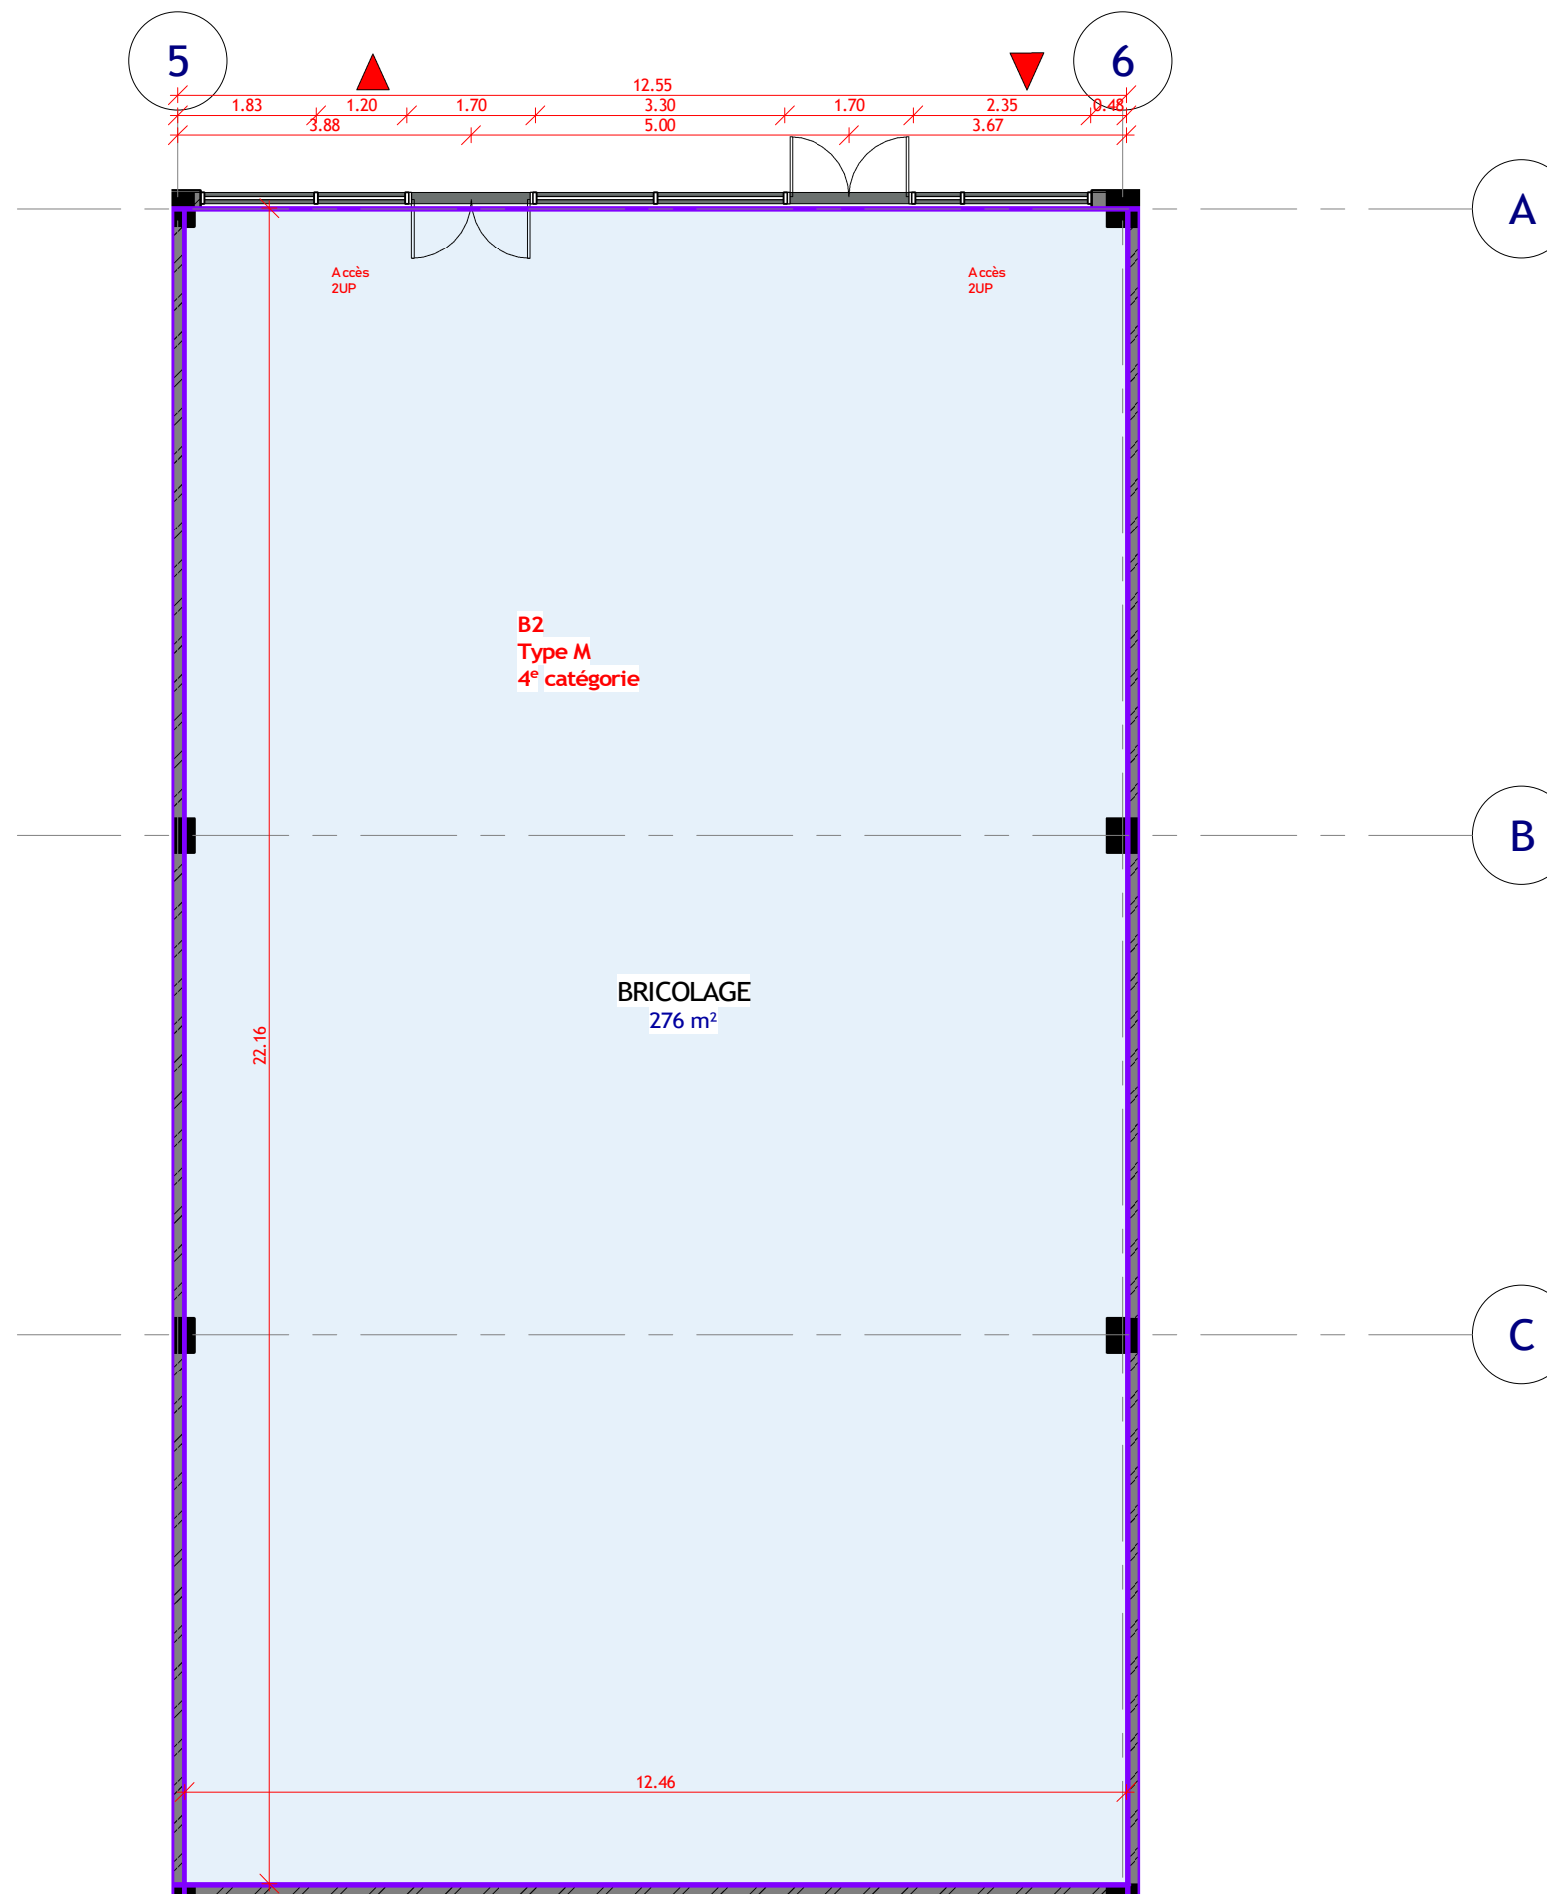 5
6
12.55
1.83 1.20 1.70 3.30 1.70 2.35 0.48
3.88 5.00 3.67
A
Accès
2UP
Accès
2UP
B2
Type M
4e catégorie
B
BRICOLAGE
276 m²
22.16
C
12.46